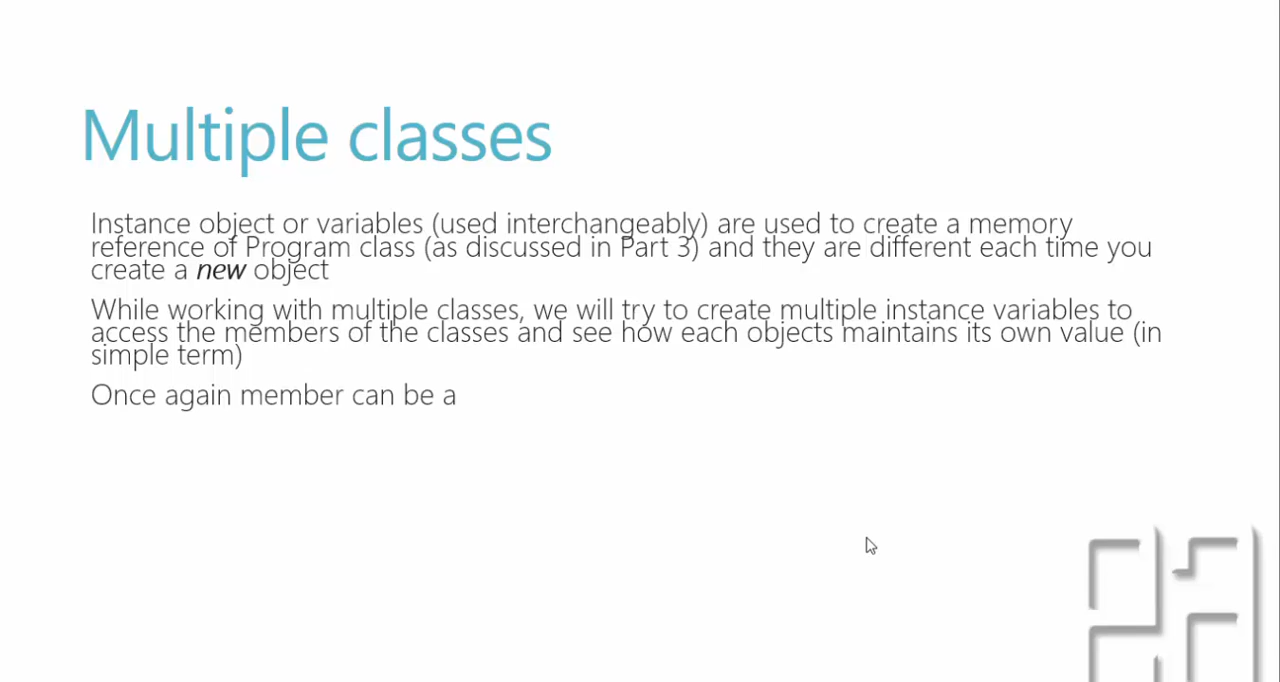 Multiple classes
Instance object or variables (used interchangeably) are used to create a memory
reference of Program class (as discussed in Part 3) and they are different each time you
create a new object
While working with multiple classes, we will try to create multiple instance variables to
access the members of the classes and see how each objects maintains its own value (in
simple term)
Once again member can be a